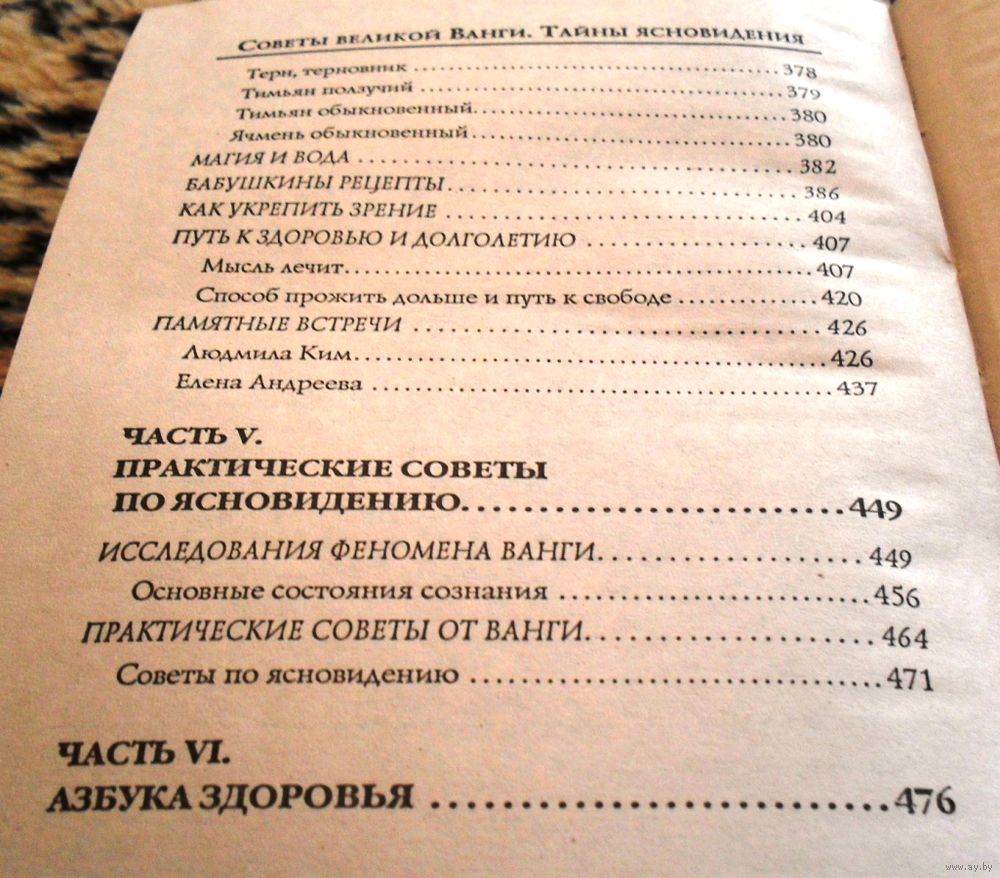 Советы великой Ванги. Тайны ясновидения
Терн, терновник ........................................ 378
Тимьян ползучий ........................................ 379
Тимьян обыкновенный........................................ 380
Ячмень обыкновенный........................................ 380
МАГИЯ И ВОДА ........................................ 382
БАБУШКИНЫ РЕЦЕПТЫ........................................ 386
КАК УКРЕПИТЬ ЗРЕНИЕ ........................................ 404
ПУТЬ К ЗДОРОВЬЮ И ДОЛГОЛЕТИЮ ........................ 407
Мысль лечит........................................ 407
Способ прожить дольше и путь к свободе .............. 420
ПАМЯТНЫЕ ВСТРЕЧИ ........................................ 426
Людмила Ким........................................ 426
Елена Андреева ........................................ 437
ЧАСТЬ V.
ПРАКТИЧЕСКИЕ СОВЕТЫ
ПО ЯСНОВИДЕНИЮ........................449
ИССЛЕДОВАНИЯ ФЕНОМЕНА ВАНГИ.................. 449
Основные состояния сознания ........................456
ПРАКТИЧЕСКИЕ СОВЕТЫ ОТ ВАНГИ.................. 464
Советы по ясновидению ..............................471
ЧАСТЬ VI.
АЗБУКА ЗДОРОВЬЯ ............................476
www.ay.by